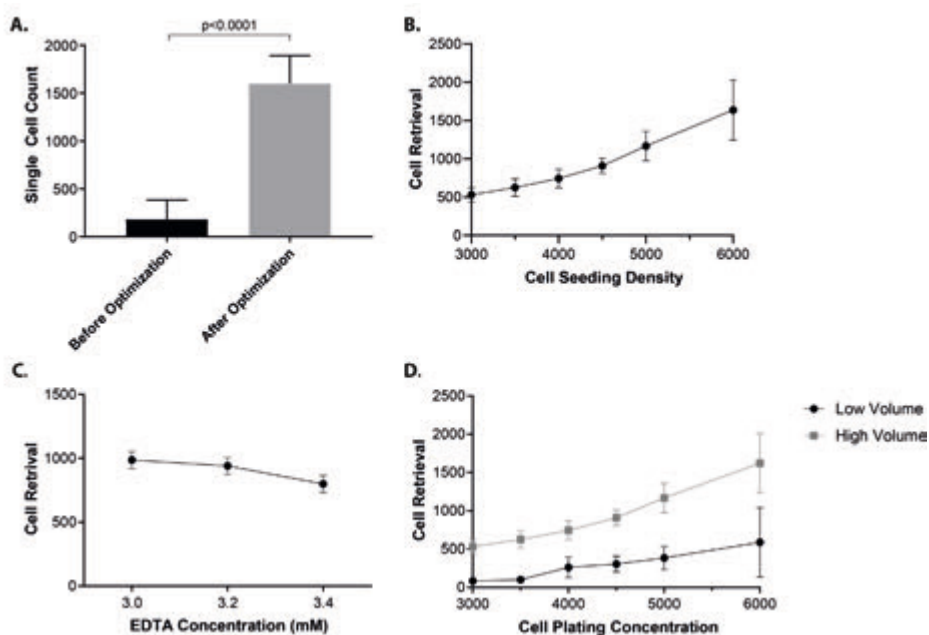 A.
p<0.0001
Single Cell Count
2000
1500
1000
500
0
Before Optimization
After Optimization
B.
Cell Retrieval
2500
2000
1500
1000
500
0
3000 4000 5000 6000
Cell Seeding Density
C.
Cell Retrival
1500
1000
500
0
3.0 3.2 3.4
EDTA Concentration (mM)
D.
Cell Retrieval
2500
2000
1500
1000
500
0
3000 4000 5000 6000
Cell Plating Concentration
Low Volume
High Volume